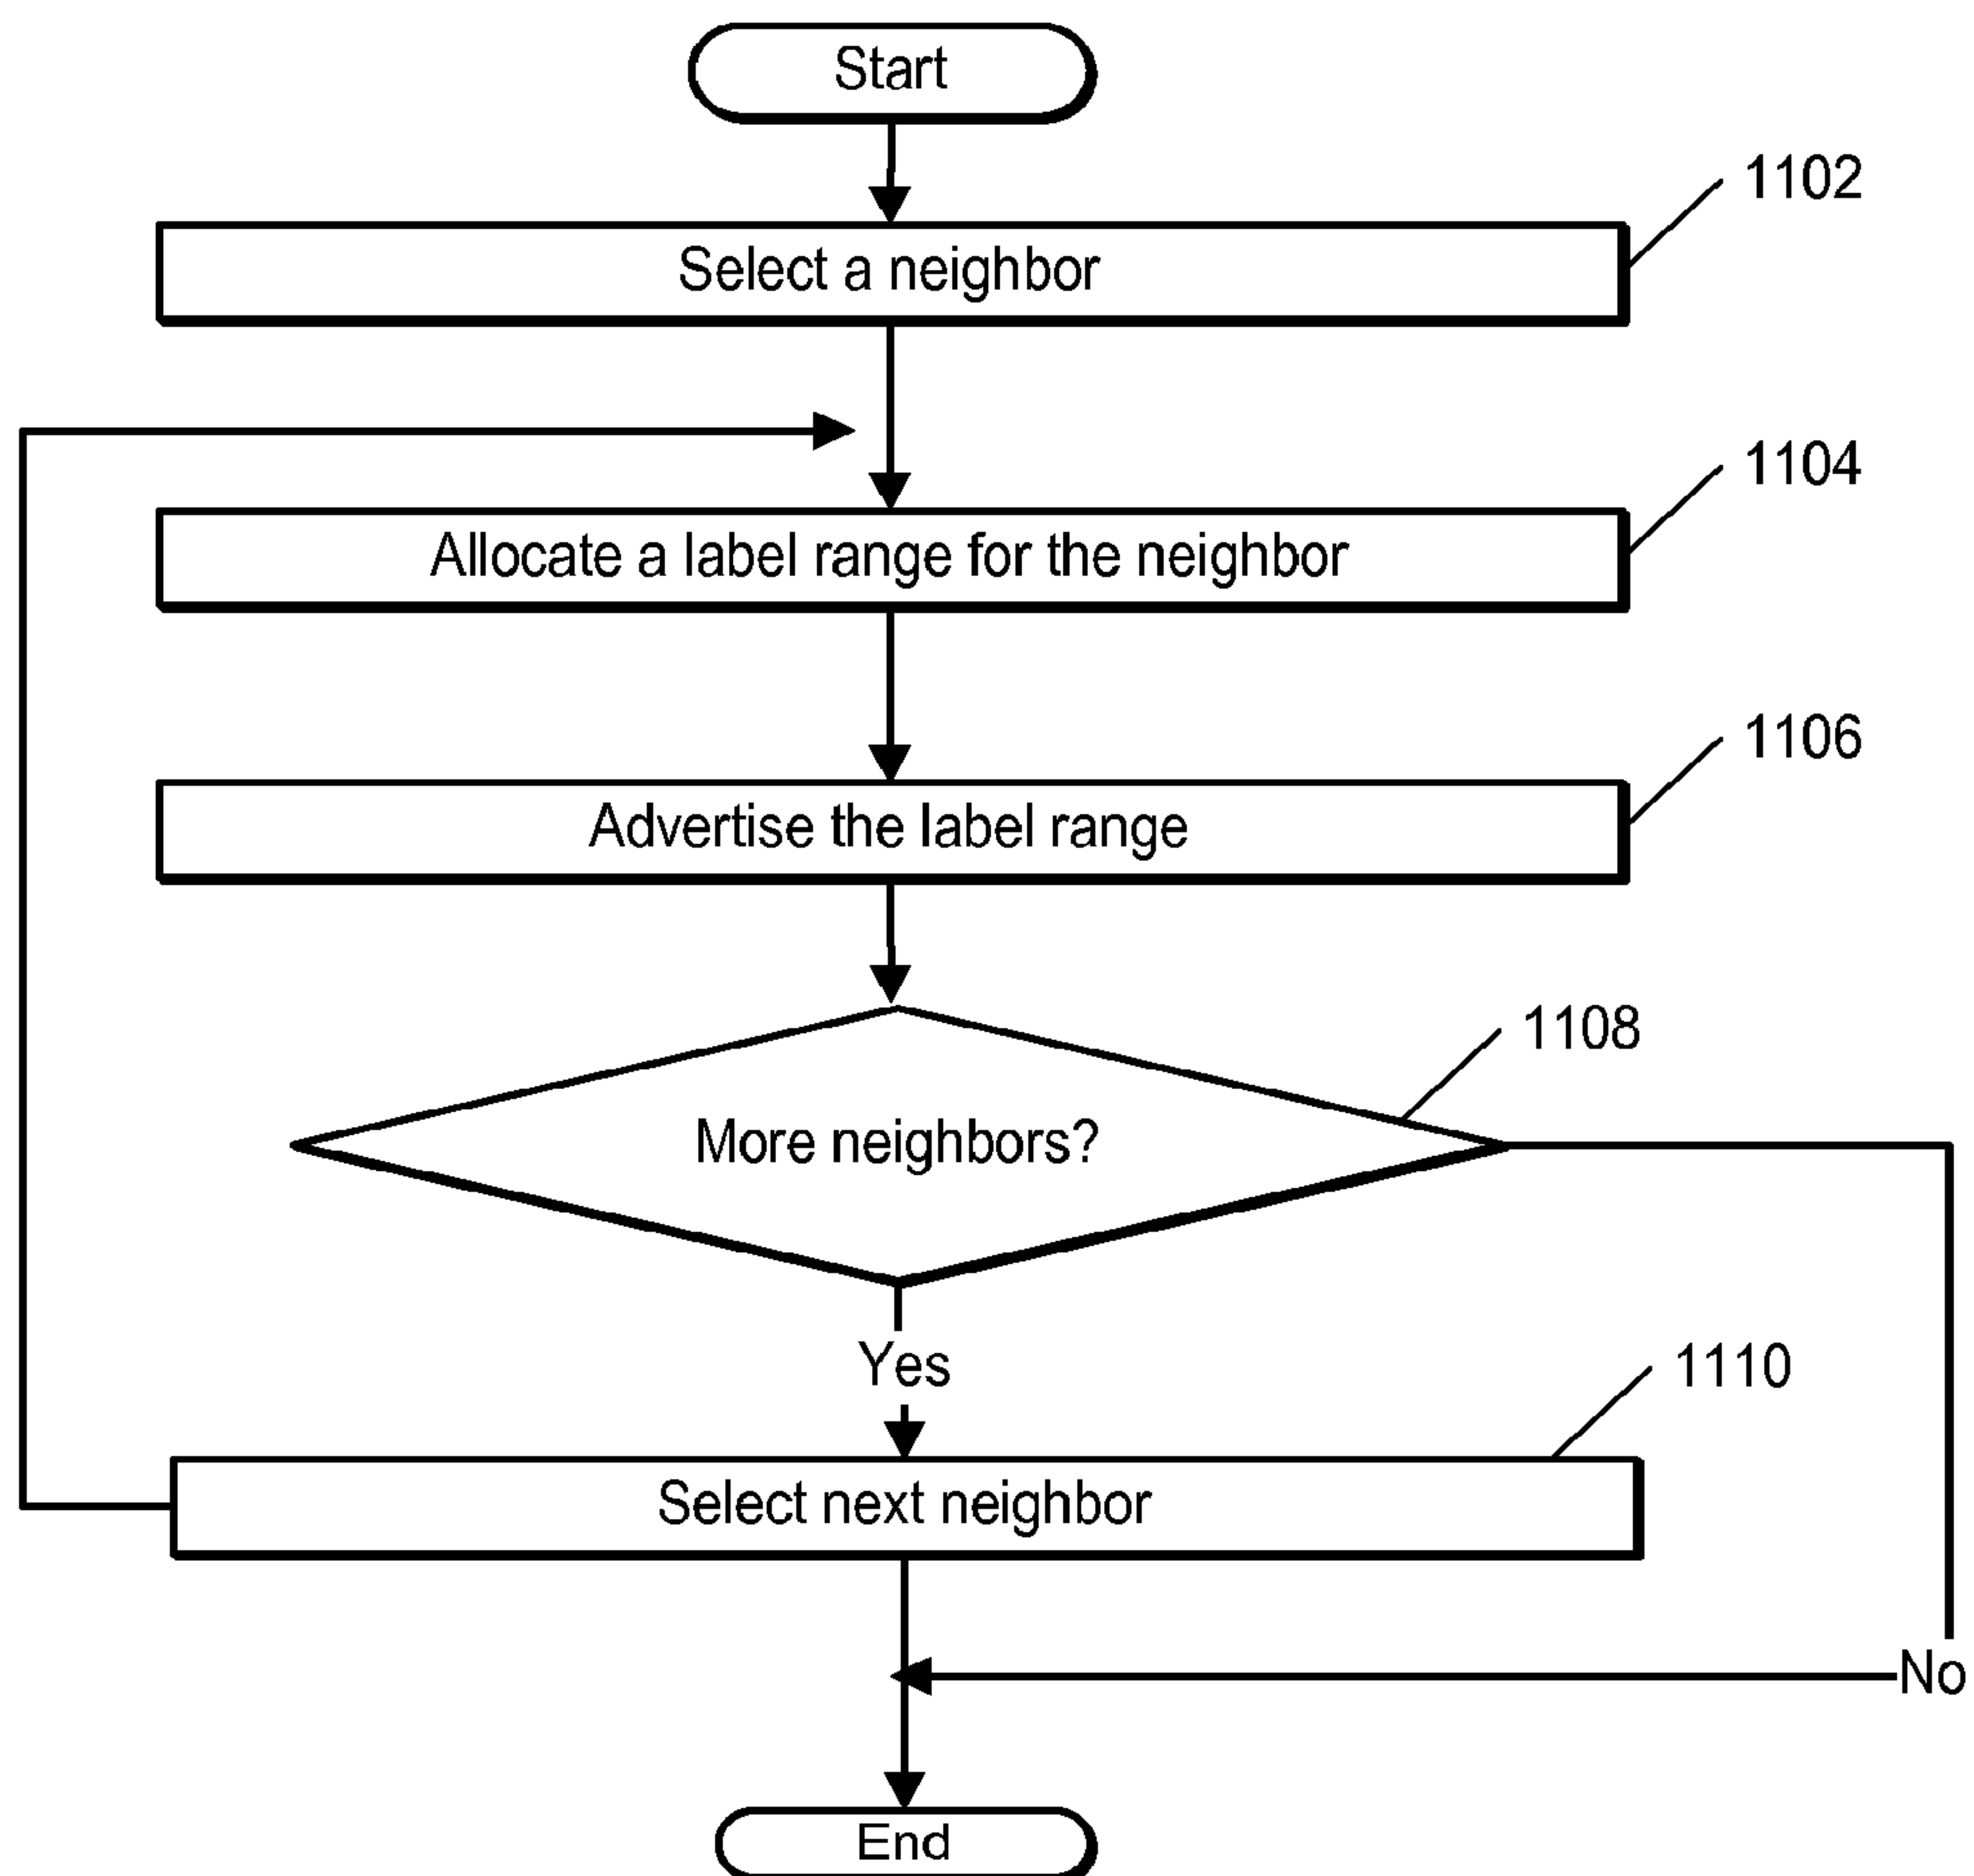 Start
1102
Select a neighbor
1104
Allocate a label range for the neighbor
1106
Advertise the label range
1108
More neighbors?
Yes
1110
Select next neighbor
No
End